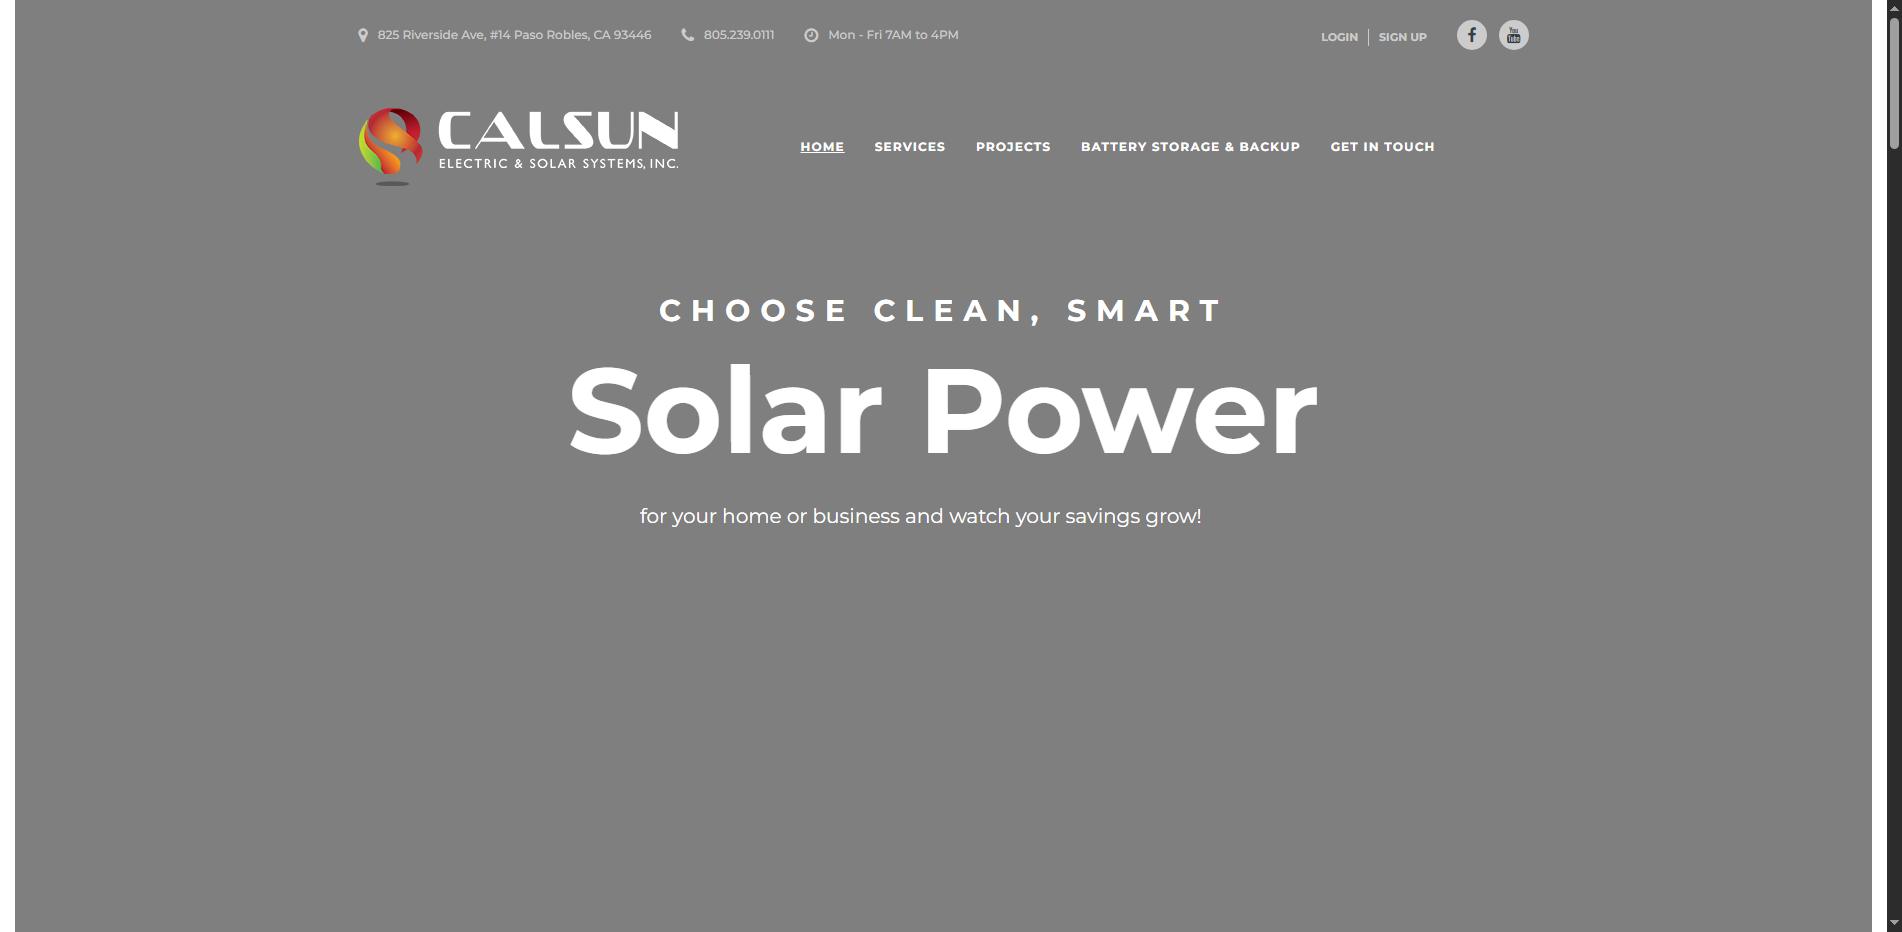 825 Riverside Ave, #14 Paso Robles, CA 93446
805.239.0111
Mon - Fri 7AM to 4PM
LOGIN
SIGN UP
You
Tube
CALSUN
ELECTRIC & SOLAR SYSTEMS, INC.
HOME
SERVICES
PROJECTS
BATTERY STORAGE & BACKUP
GET IN TOUCH
CHOOSE CLEAN, SMART
Solar Power
for your home or business and watch your savings grow!